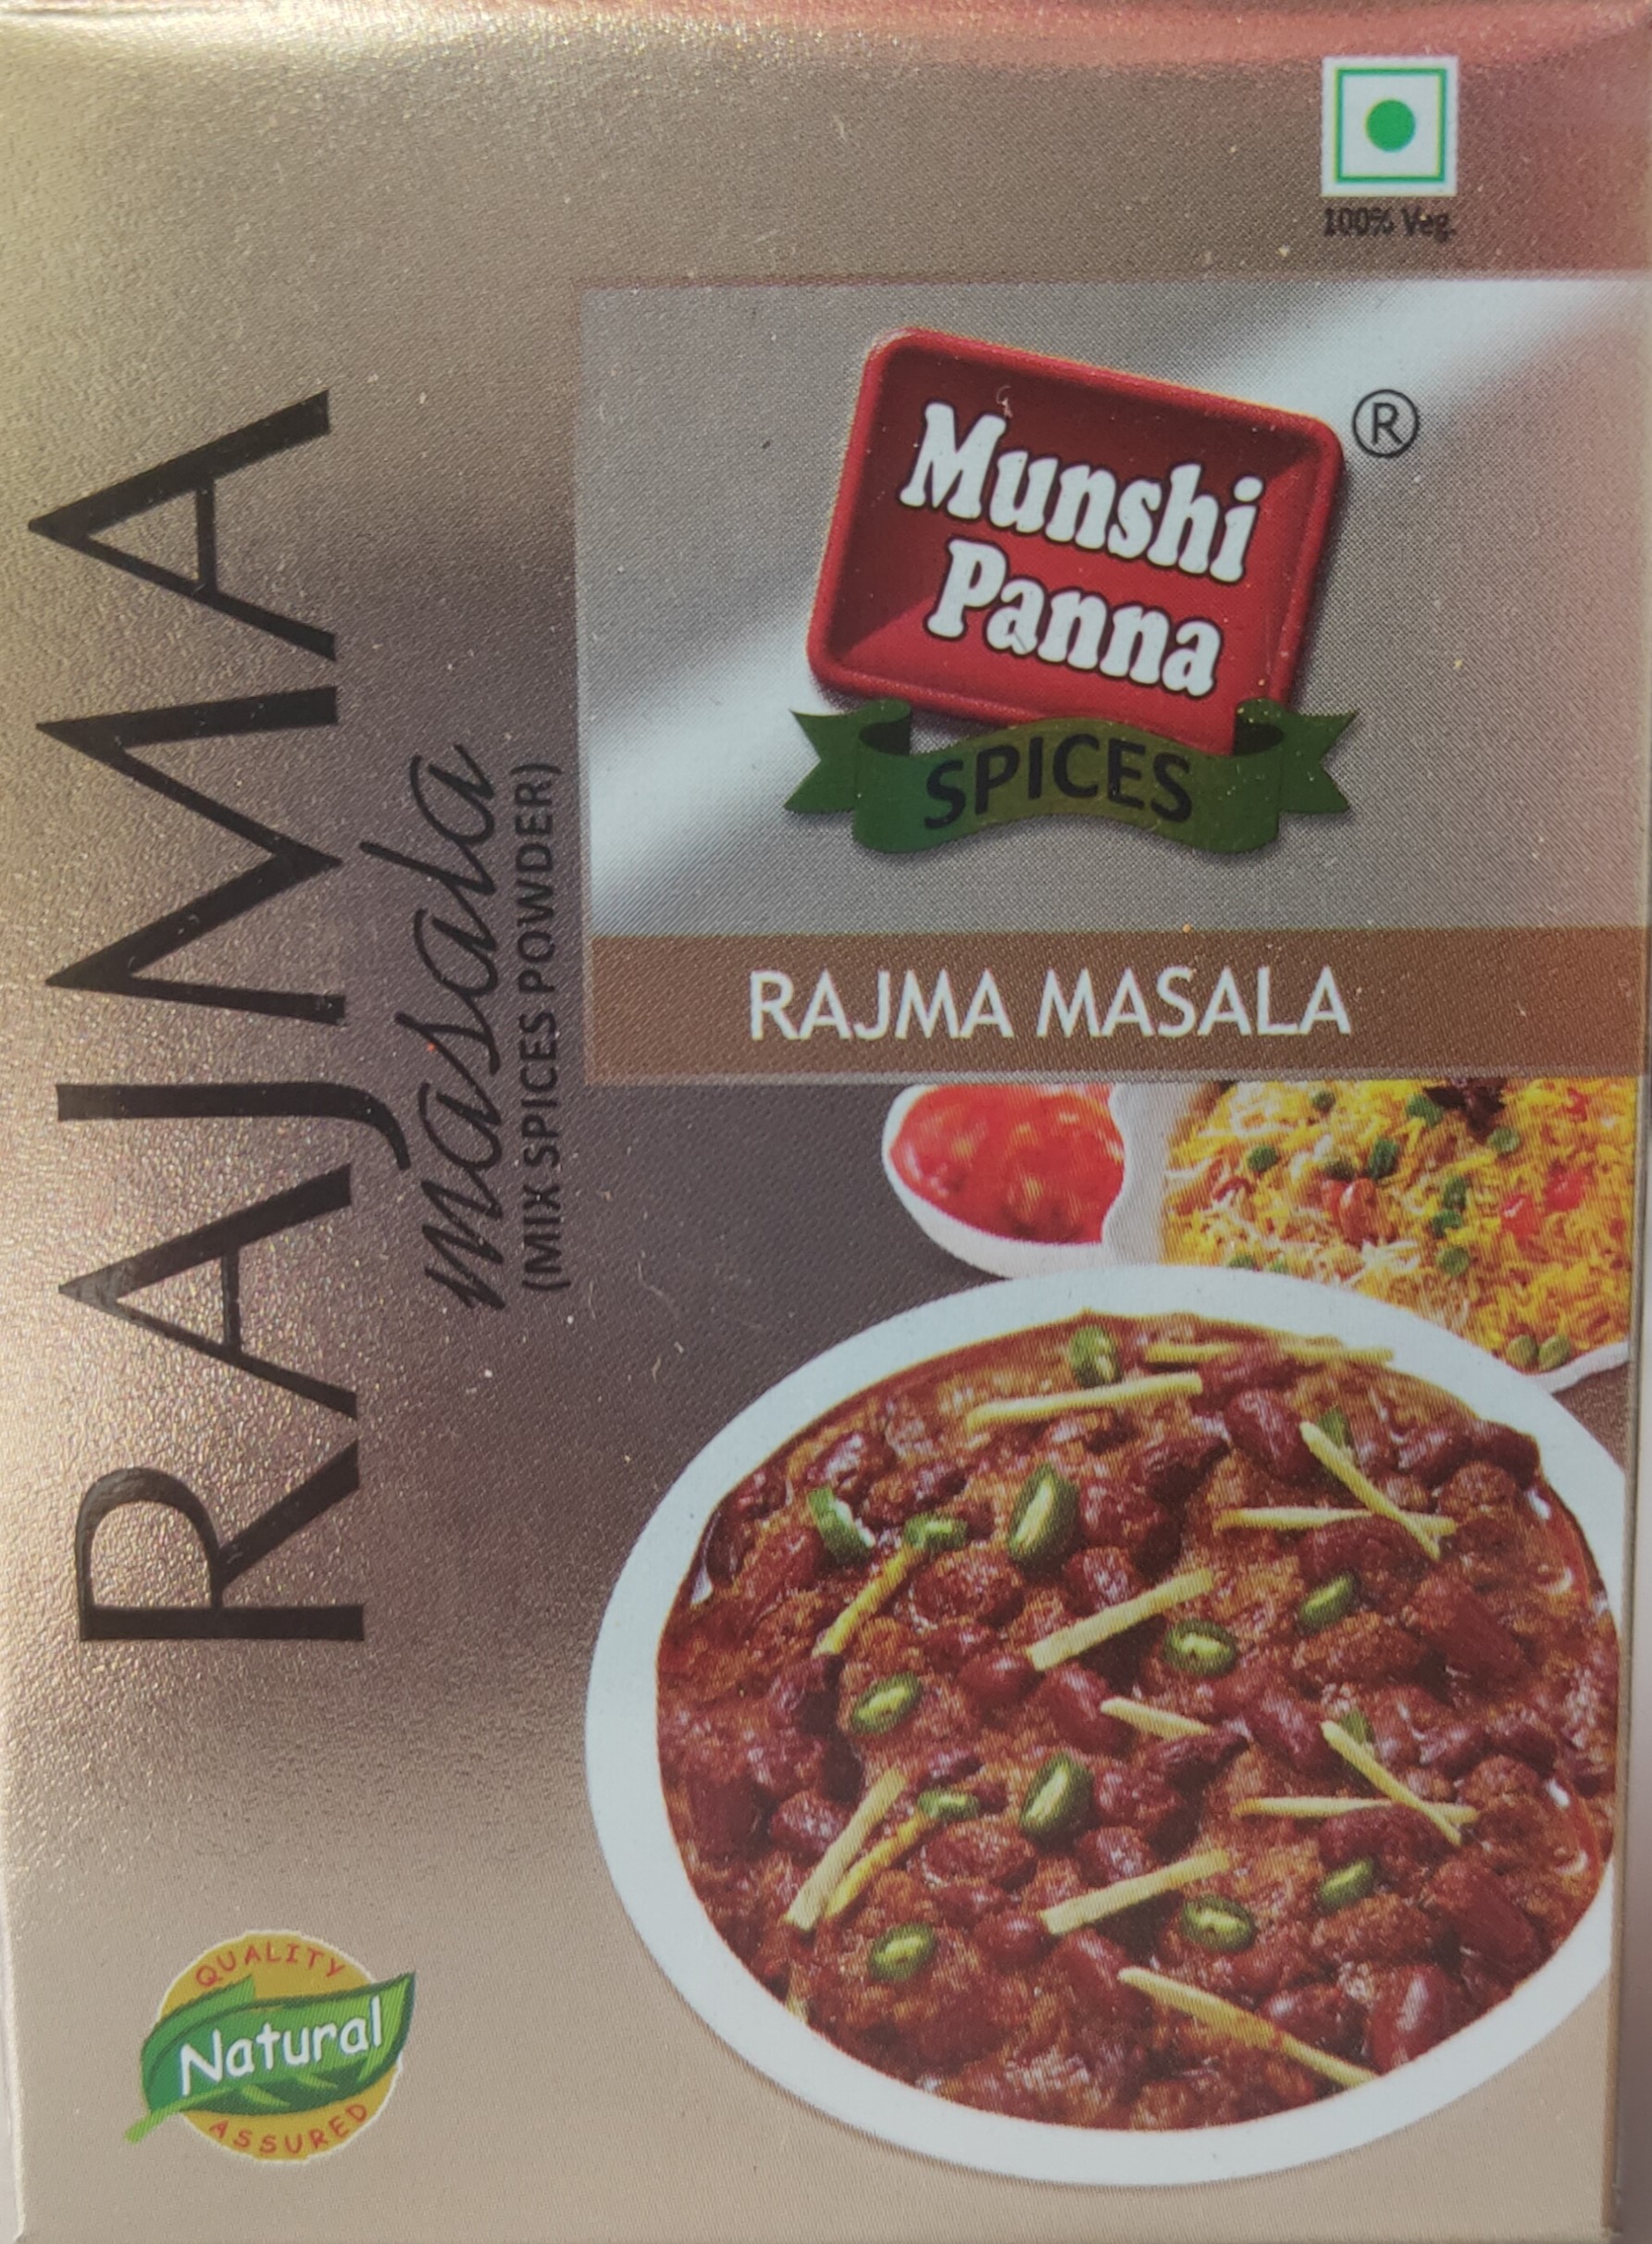 100% Veg.
Munshi
Panna
®
SPICES
RAJMA MASALA
RAJMA
masala
(MIX SPICES POWDER)
QUALITY
Natural
ASSURED